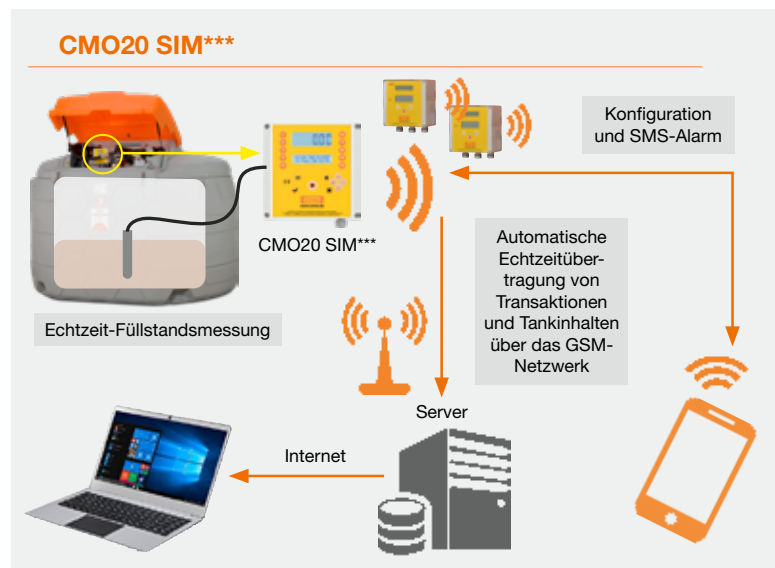 CMO20 SIM***
Konfiguration
und SMS-Alarm
CMO20 SIM***
Automatische
Echtzeitüber-
tragung von
Transaktionen
und Tankinhalten
über das GSM-
Netzwerk
Echtzeit-Füllstandsmessung
Server
Internet